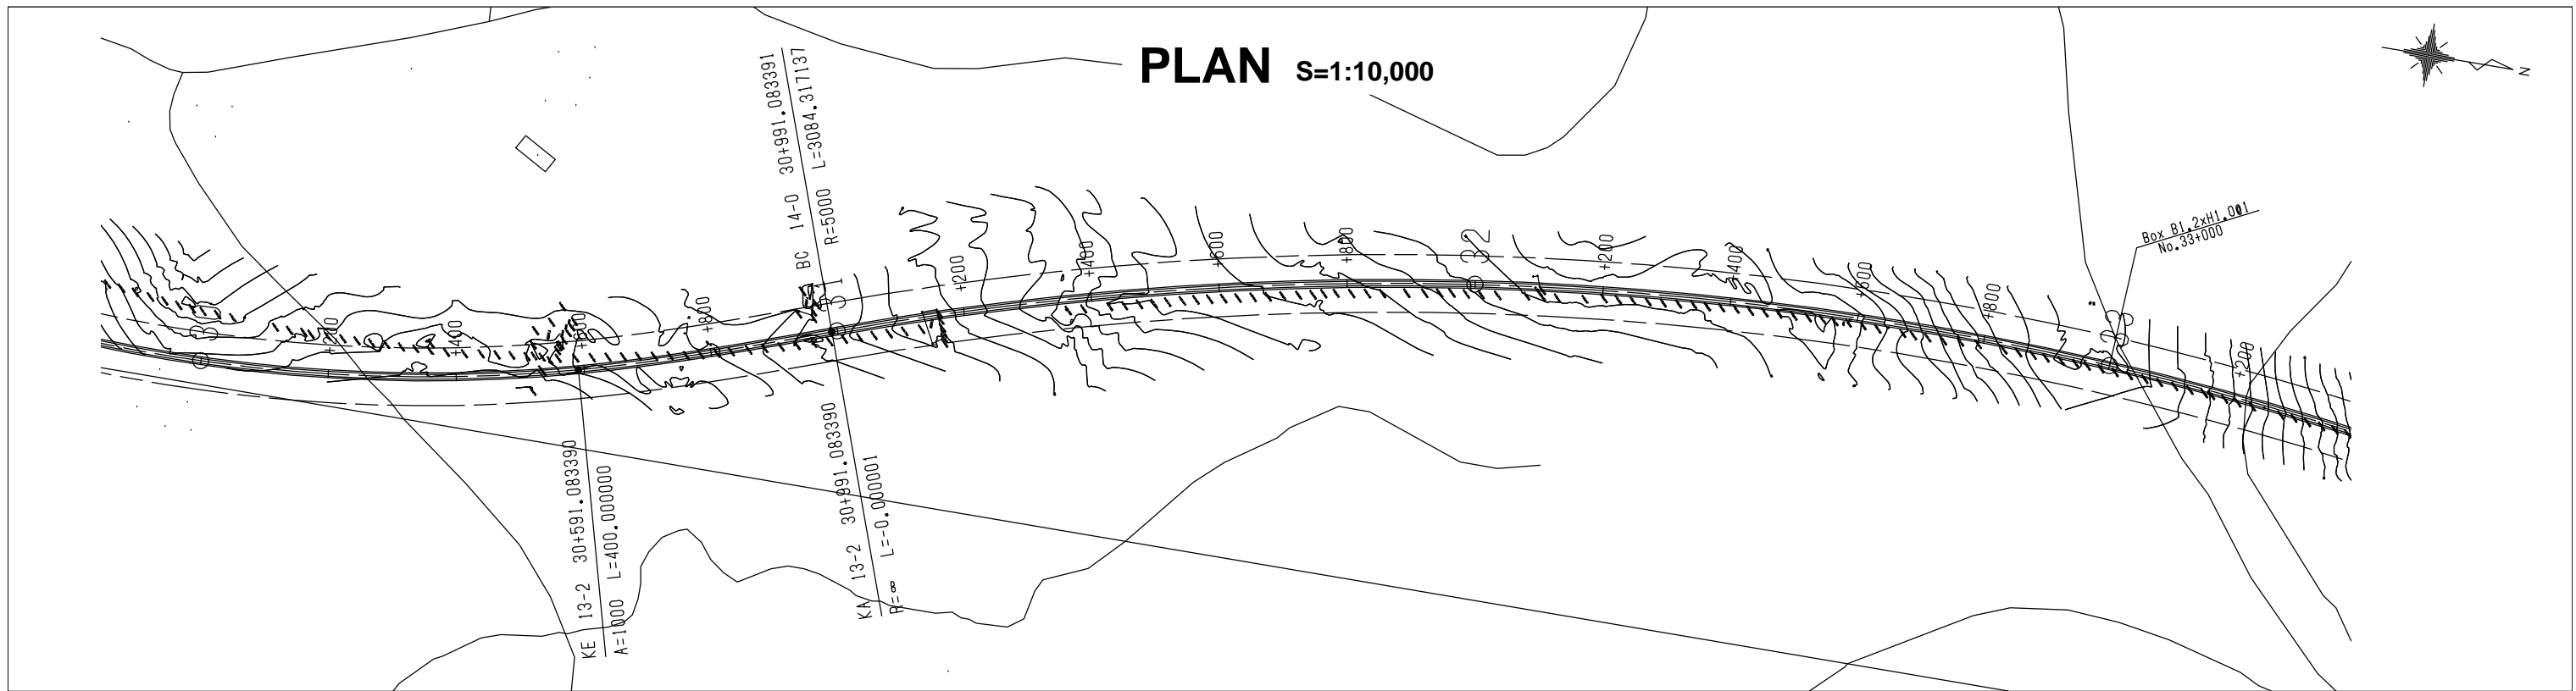 PLAN S=1:10,000
N
BC 14-0 30+991.083391
R=5000 L=3084.317137
Box B1.2xH1.001
No.33+000
+200
+400
+600
+800
31
+200
+400
+600
+800
32
+200
+400
+600
+800
33
+200
KE 13-2 30+591.083390
A=1000 L=400.000000
KA 13-2 30+991.083390
R=∞ L=-0.000001